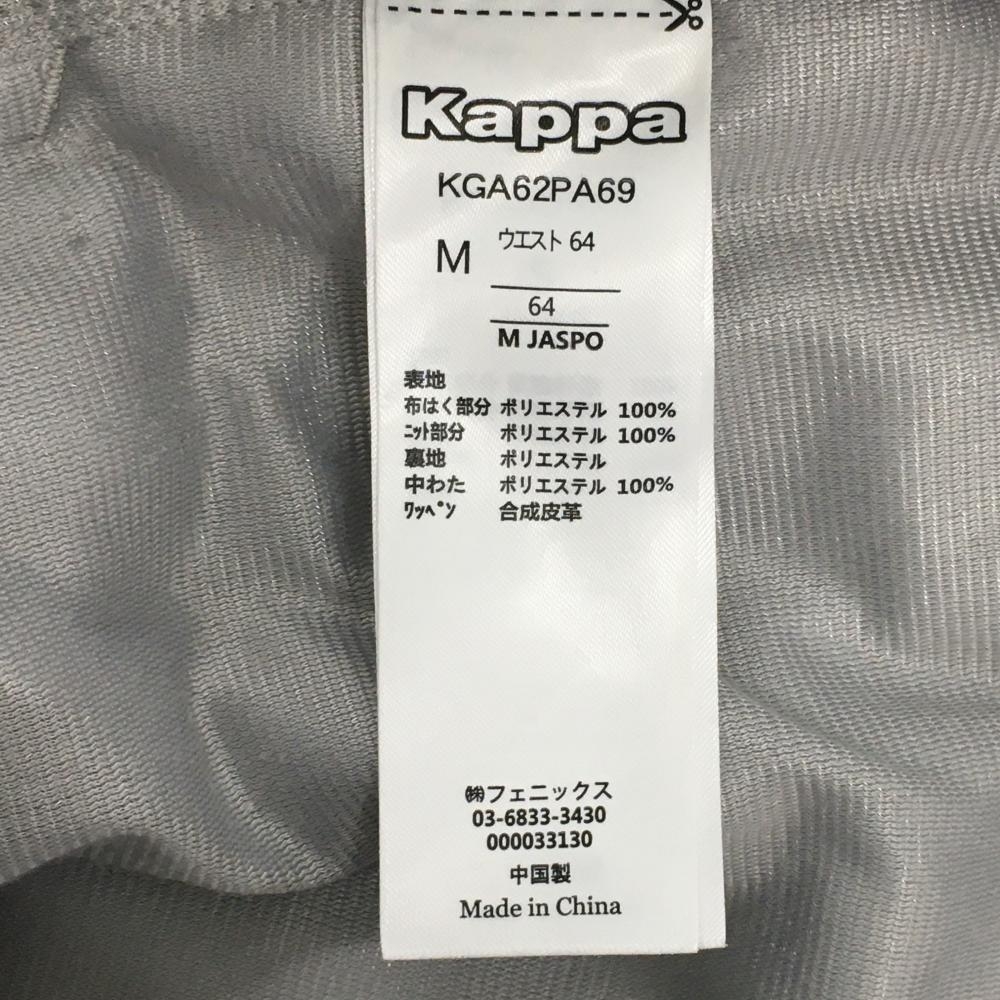 Kappa
KGA62PA69
M ウエスト 64
64
M JASPO
表地
布はく部分 ポリエステル 100%
ﾆｯﾄ部分 ポリエステル 100%
裏地 ポリエステル
中わた ポリエステル 100%
ﾜｯﾍﾟﾝ 合成皮革
㈱フェニックス
03-6833-3430
000033130
中国製
Made in China